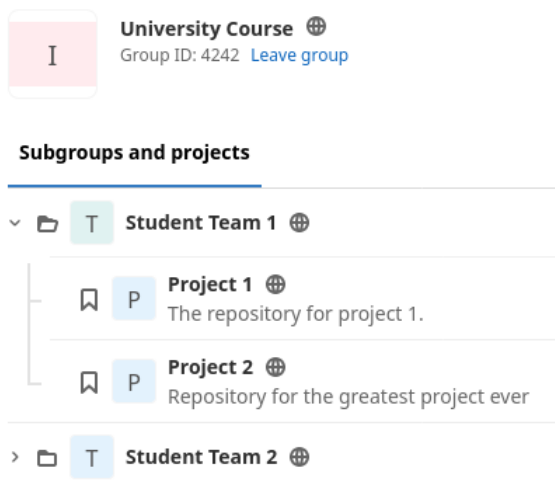 I
University Course
Group ID: 4242 Leave group
Subgroups and projects
T Student Team 1
P Project 1
The repository for project 1.
P Project 2
Repository for the greatest project ever
T Student Team 2